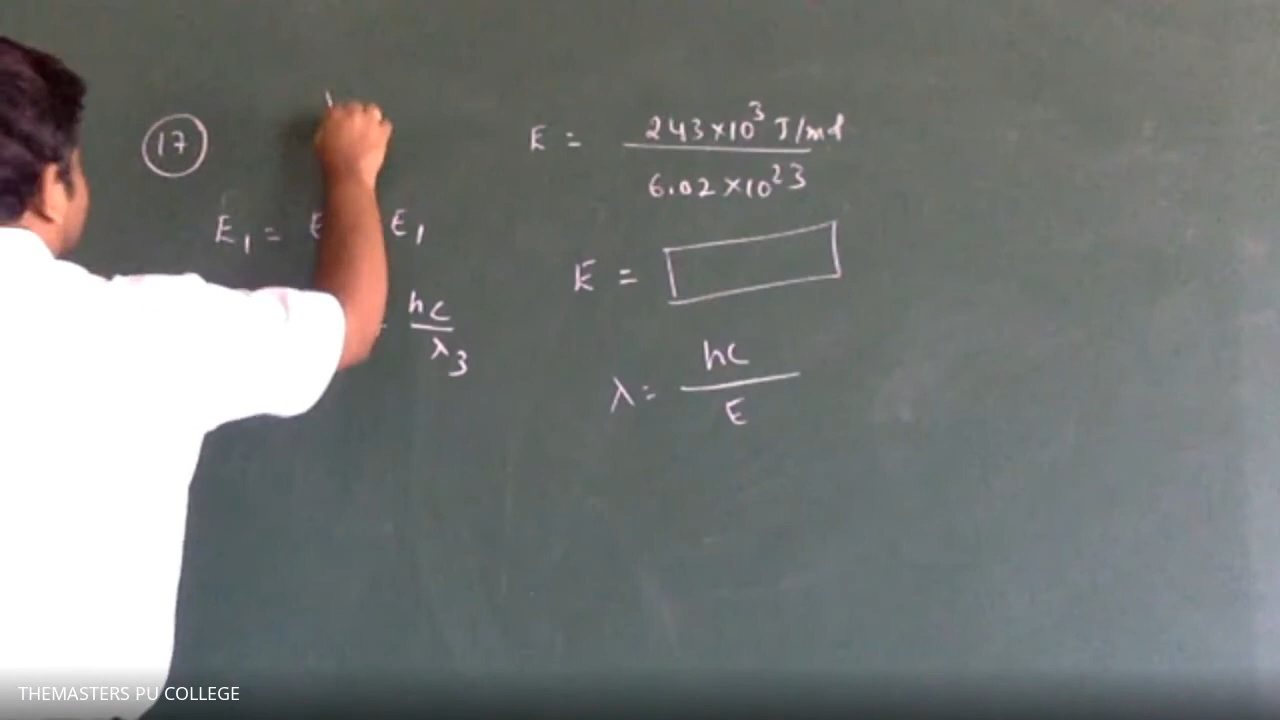 17
E₁ = E E₁
hc
λ₃
E = 243×10³ J/mol
6.02×10²³
E =
λ = hc
E
THEMASTERS PU COLLEGE